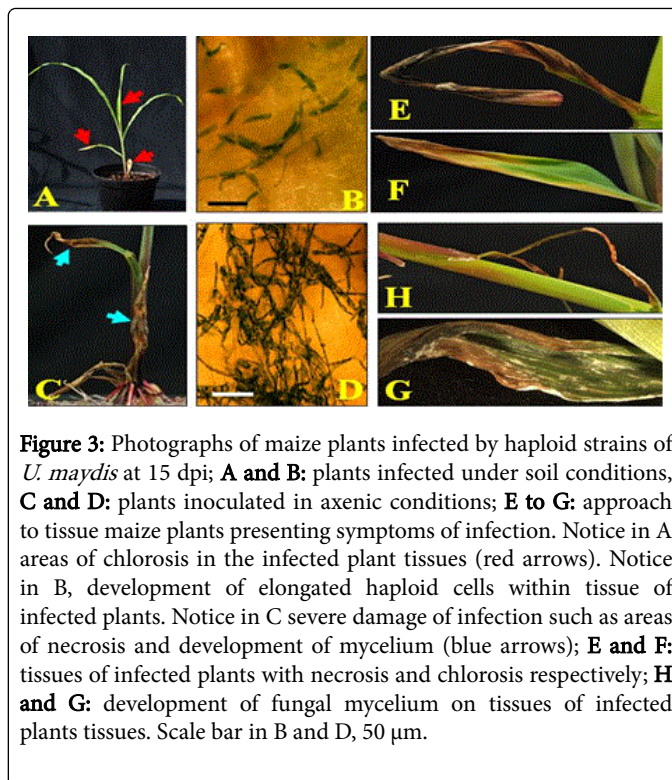 A
B
E
F
C
D
H
G
Figure 3: Photographs of maize plants infected by haploid strains of
U. maydis at 15 dpi; A and B: plants infected under soil conditions,
C and D: plants inoculated in axenic conditions; E to G: approach
to tissue maize plants presenting symptoms of infection. Notice in A
areas of chlorosis in the infected plant tissues (red arrows). Notice
in B, development of elongated haploid cells within tissue of
infected plants. Notice in C severe damage of infection such as areas
of necrosis and development of mycelium (blue arrows); E and F:
tissues of infected plants with necrosis and chlorosis respectively; H
and G: development of fungal mycelium on tissues of infected
plants tissues. Scale bar in B and D, 50 μm.